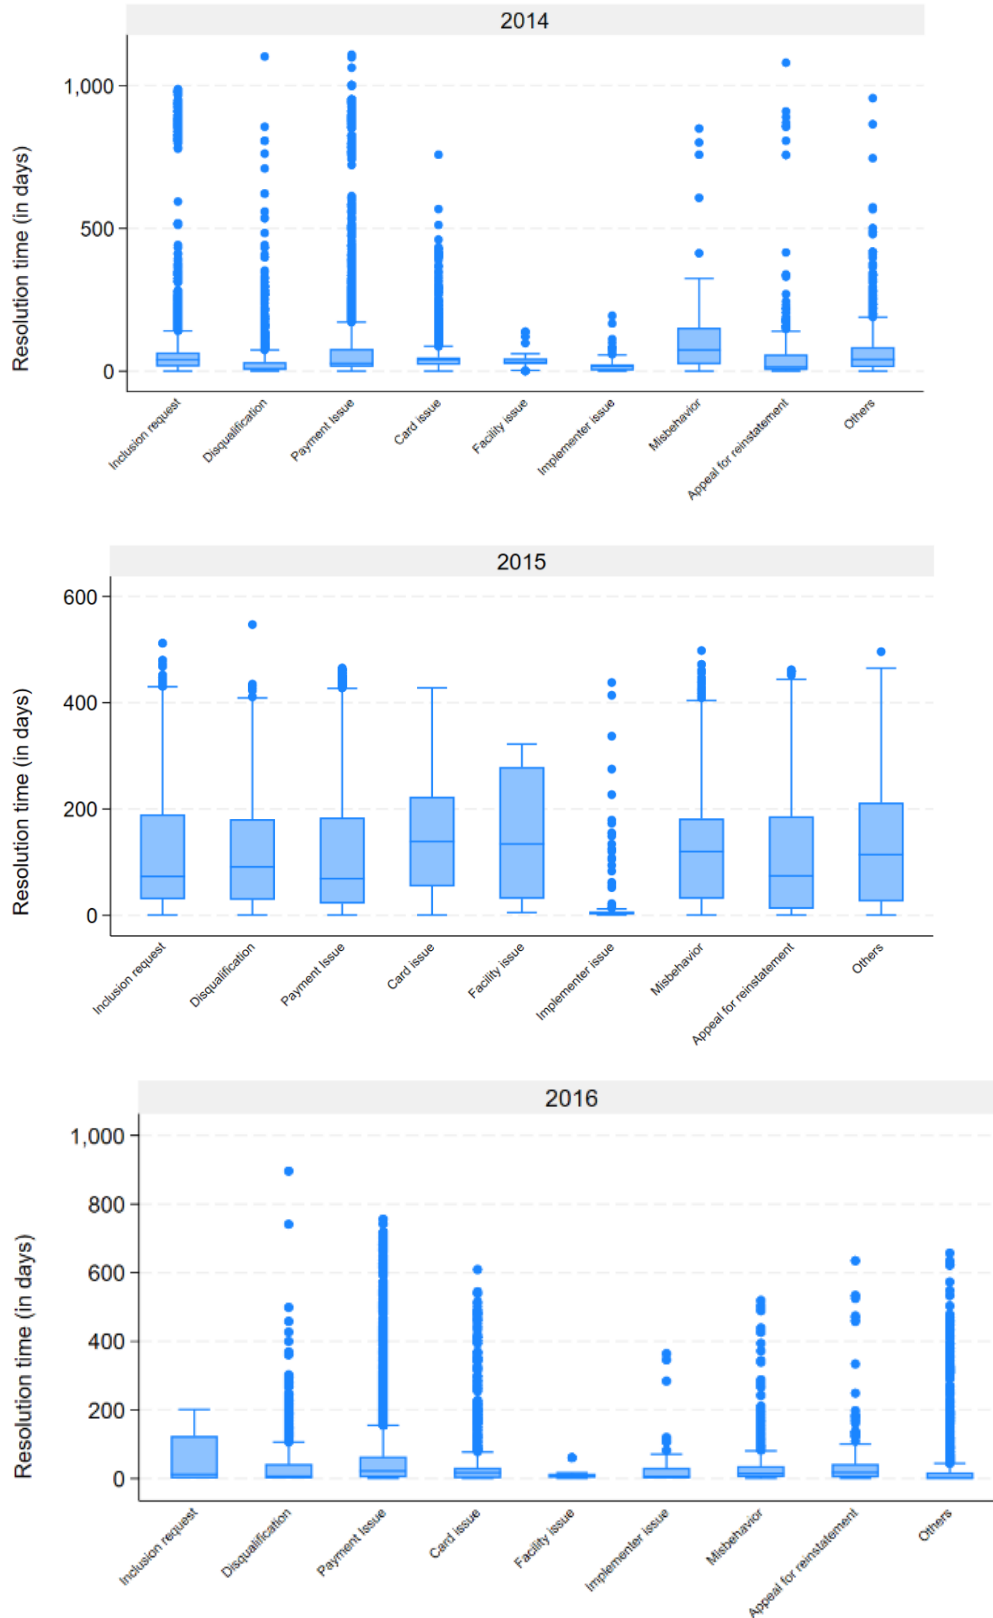 2014
Resolution time (in days)
1,000
500
0
Inclusion request
Disqualification
Payment Issue
Card issue
Facility issue
Implementer issue
Misbehavior
Appeal for reinstatement
Others
2015
Resolution time (in days)
600
400
200
0
Inclusion request
Disqualification
Payment Issue
Card issue
Facility issue
Implementer issue
Misbehavior
Appeal for reinstatement
Others
2016
Resolution time (in days)
1,000
800
600
400
200
0
Inclusion request
Disqualification
Payment Issue
Card issue
Facility issue
Implementer issue
Misbehavior
Appeal for reinstatement
Others